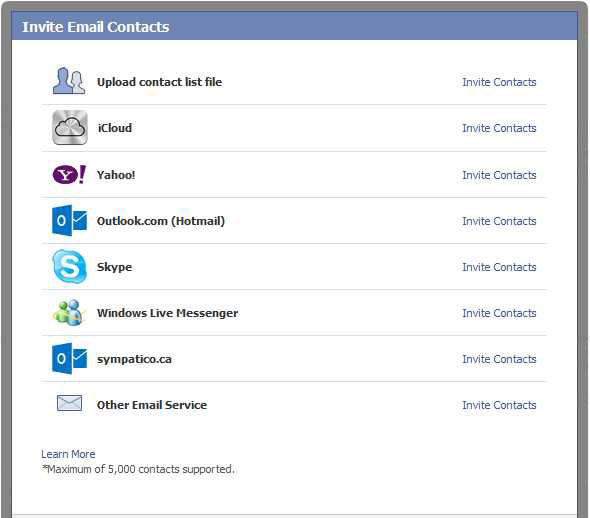 Invite Email Contacts
Upload contact list file Invite Contacts
iCloud Invite Contacts
Y! Yahoo! Invite Contacts
O Outlook.com (Hotmail) Invite Contacts
S Skype Invite Contacts
Windows Live Messenger Invite Contacts
O sympatico.ca Invite Contacts
Other Email Service Invite Contacts
Learn More
*Maximum of 5,000 contacts supported.